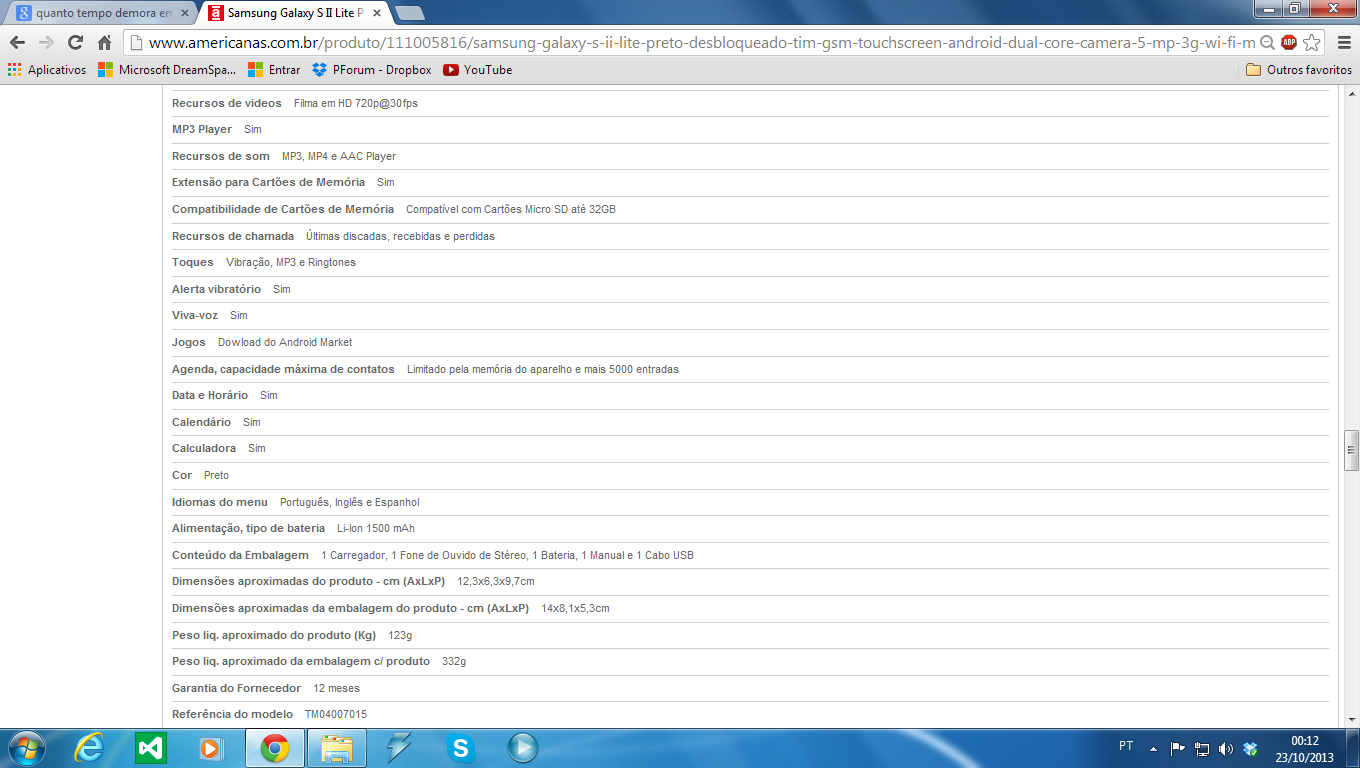 quanto tempo demora em
Samsung Galaxy S II Lite P
www.americanas.com.br/produto/111005816/samsung-galaxy-s-ii-lite-preto-desbloqueado-tim-gsm-touchscreen-android-dual-core-camera-5-mp-3g-wi-fi-m
ABP
Aplicativos Microsoft DreamSpa... Entrar PForum - Dropbox YouTube Outros favoritos
Recursos de videos Filma em HD 720p@30fps
MP3 Player Sim
Recursos de som MP3, MP4 e AAC Player
Extensão para Cartões de Memória Sim
Compatibilidade de Cartões de Memória Compatível com Cartões Micro SD até 32GB
Recursos de chamada Últimas discadas, recebidas e perdidas
Toques Vibração, MP3 e Ringtones
Alerta vibratório Sim
Viva-voz Sim
Jogos Dowload do Android Market
Agenda, capacidade máxima de contatos Limitado pela memória do aparelho e mais 5000 entradas
Data e Horário Sim
Calendário Sim
Calculadora Sim
Cor Preto
Idiomas do menu Português, Inglês e Espanhol
Alimentação, tipo de bateria Li-Ion 1500 mAh
Conteúdo da Embalagem 1 Carregador, 1 Fone de Ouvido de Stéreo, 1 Bateria, 1 Manual e 1 Cabo USB
Dimensões aproximadas do produto - cm (AxLxP) 12,3x6,3x9,7cm
Dimensões aproximadas da embalagem do produto - cm (AxLxP) 14x8,1x5,3cm
Peso liq. aproximado do produto (Kg) 123g
Peso liq. aproximado da embalagem c/ produto 332g
Garantia do Fornecedor 12 meses
Referência do modelo TM04007015
PT
00:12
23/10/2013